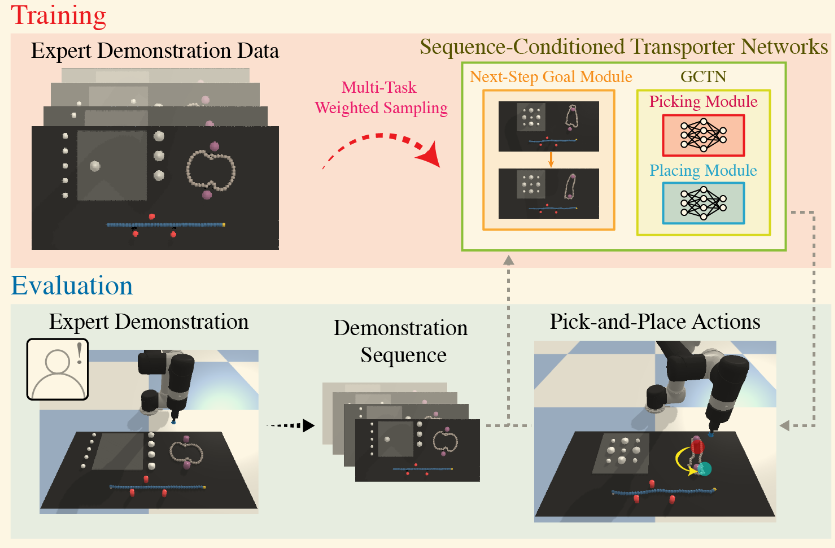 Training
Expert Demonstration Data
Multi-Task
Weighted Sampling
Sequence-Conditioned Transporter Networks
Next-Step Goal Module
GCTN
Picking Module
Placing Module
Evaluation
Expert Demonstration
!
Demonstration
Sequence
Pick-and-Place Actions